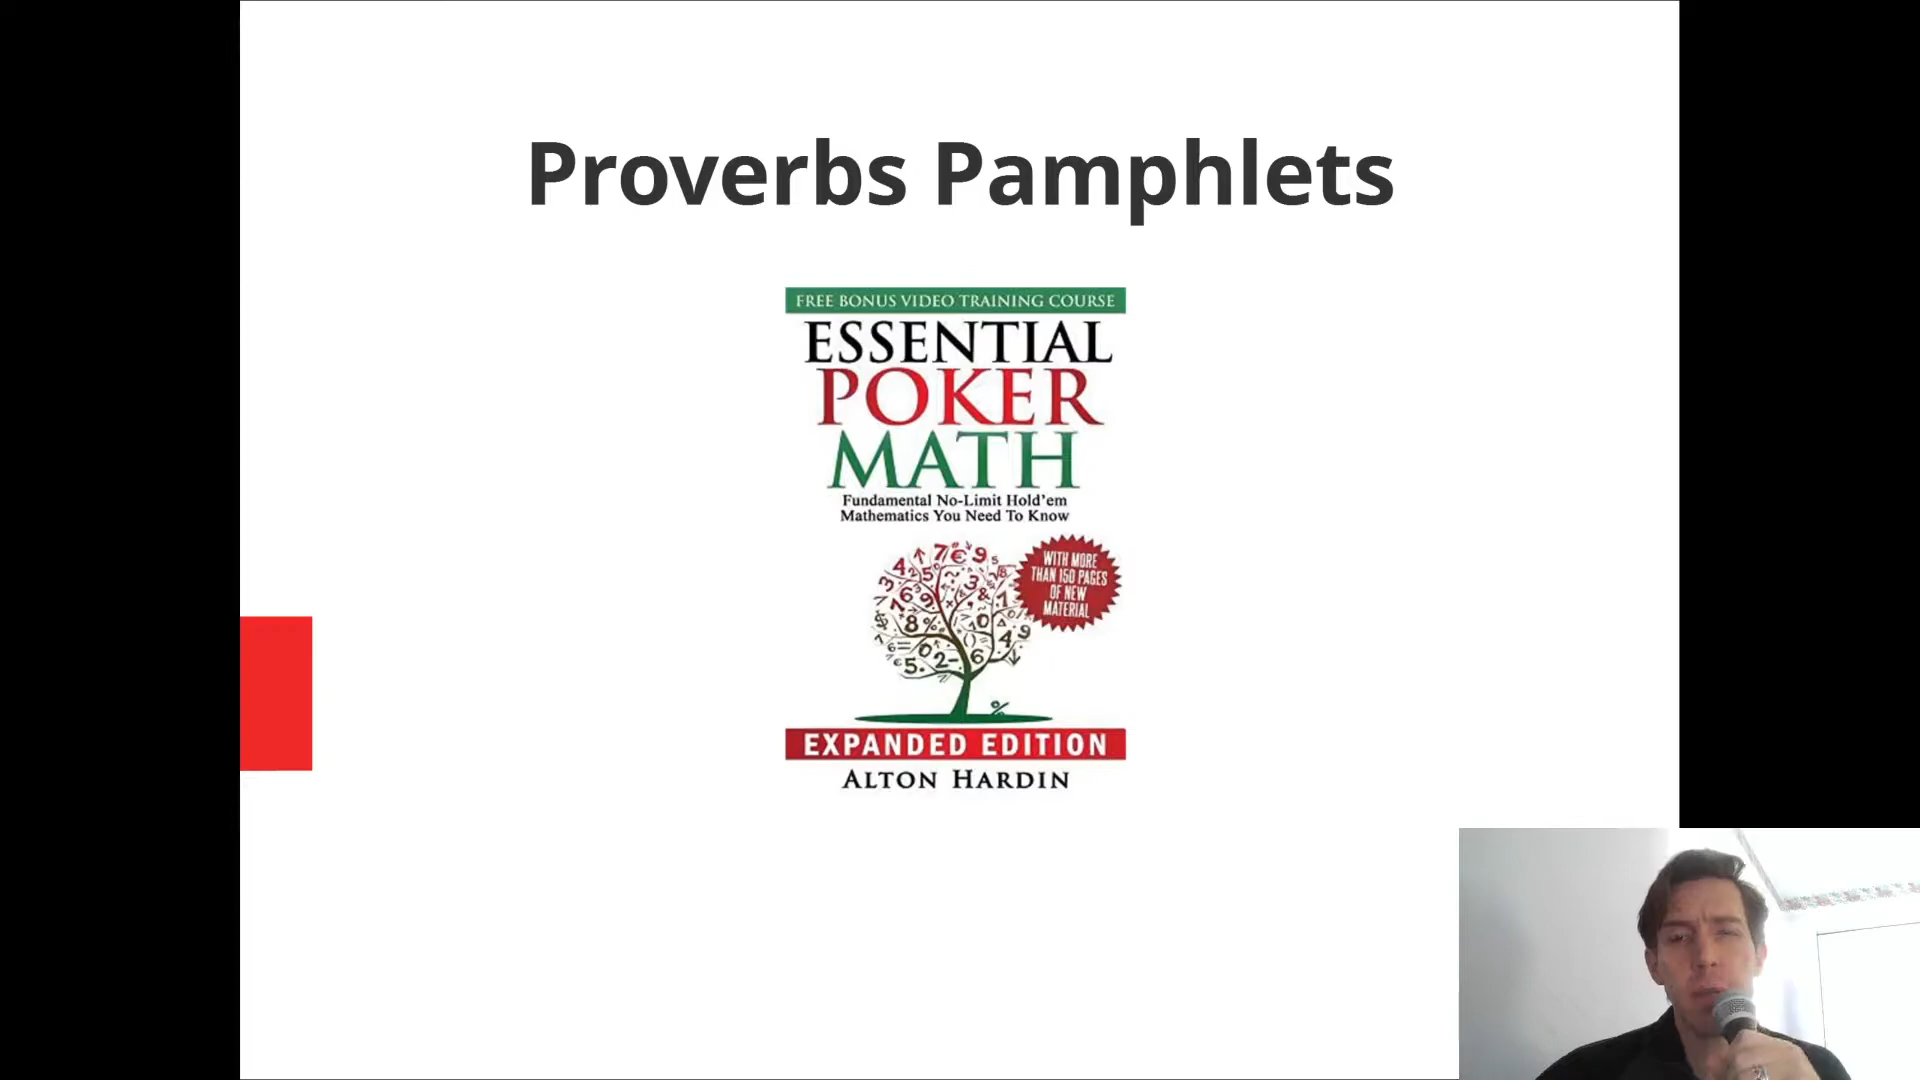 Proverbs Pamphlets
FREE BONUS VIDEO TRAINING COURSE
ESSENTIAL
POKER
MATH
Fundamental No-Limit Hold'em
Mathematics You Need To Know
WITH MORE
THAN 150 PAGES
OF NEW
MATERIAL
EXPANDED EDITION
ALTON HARDIN